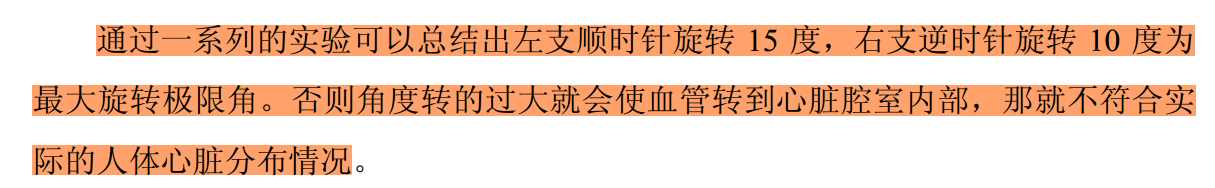 通过一系列的实验可以总结出左支顺时针旋转 15 度，右支逆时针旋转 10 度为
最大旋转极限角。否则角度转的过大就会使血管转到心脏腔室内部，那就不符合实
际的人体心脏分布情况。